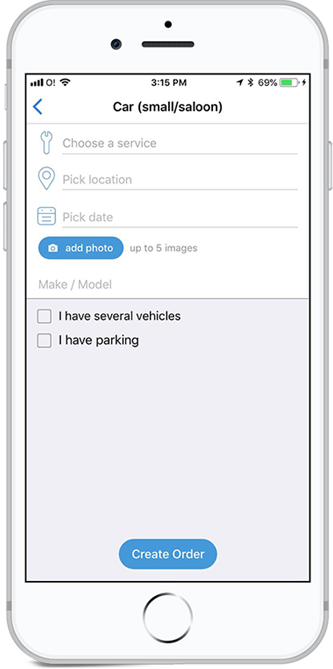 O! 3:15 PM 69%
Car (small/saloon)
Choose a service
Pick location
Pick date
add photo up to 5 images
Make / Model
I have several vehicles
I have parking
Create Order